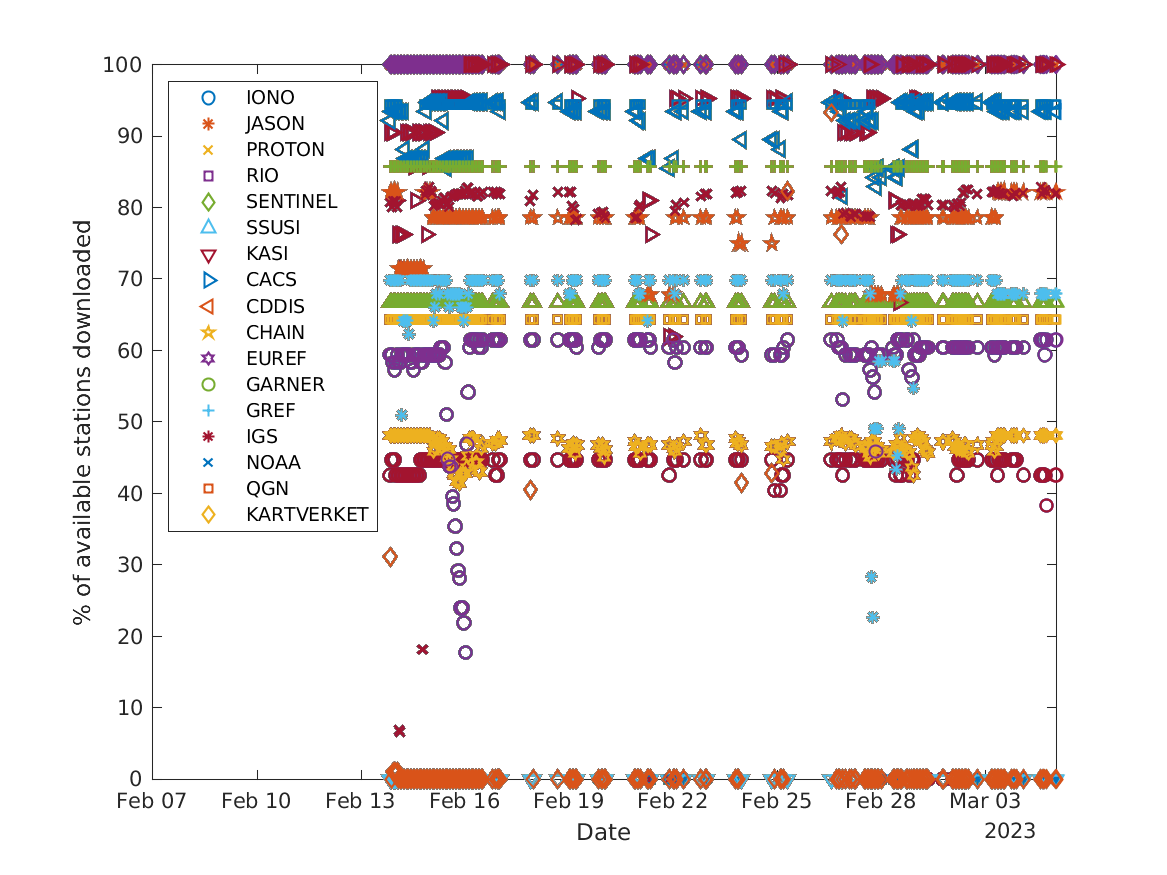 100
90
80
70
60
50
40
30
20
10
0
% of available stations downloaded
IONO
JASON
PROTON
RIO
SENTINEL
SSUSI
KASI
CACS
CDDIS
CHAIN
EUREF
GARNER
GREF
IGS
NOAA
QGN
KARTVERKET
Feb 07 Feb 10 Feb 13 Feb 16 Feb 19 Feb 22 Feb 25 Feb 28 Mar 03
Date
2023